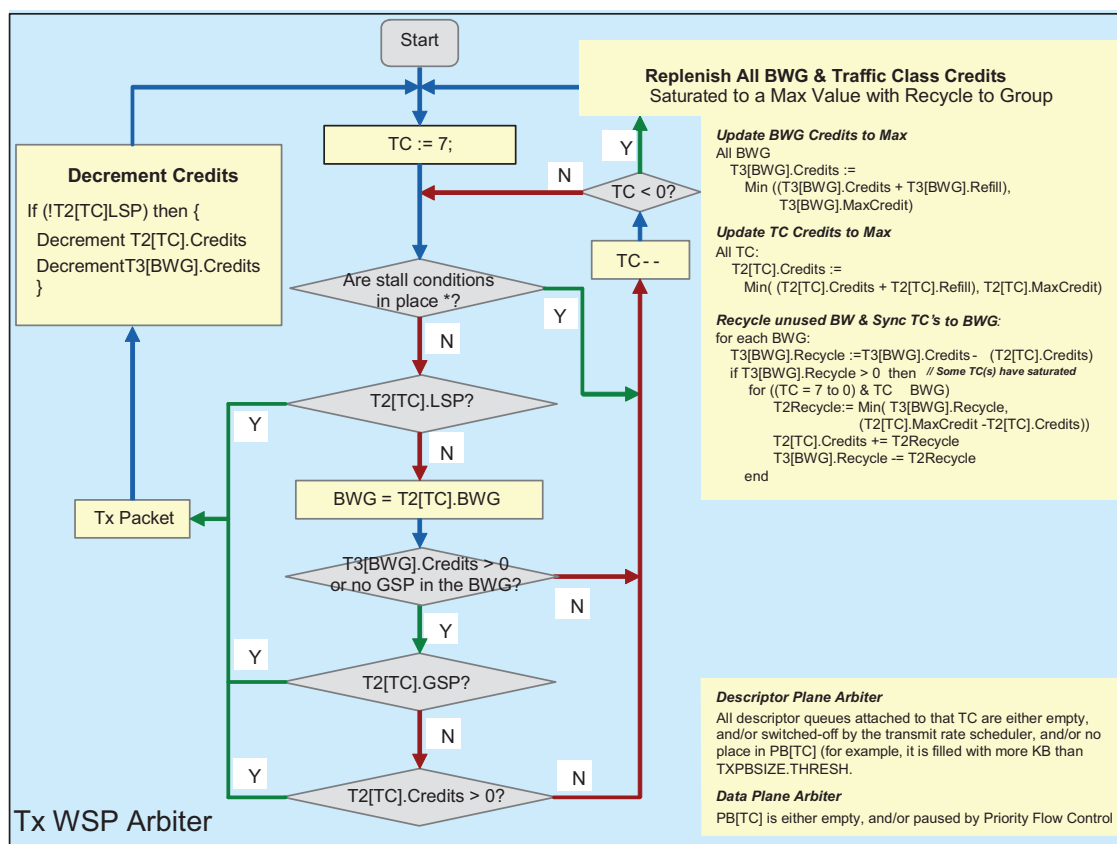 Start
Replenish All BWG & Traffic Class Credits
Saturated to a Max Value with Recycle to Group
TC := 7;
Y
N
TC < 0?
TC- -
Decrement Credits
If (!T2[TC]LSP) then {
Decrement T2[TC].Credits
DecrementT3[BWG].Credits
}
Update BWG Credits to Max
All BWG
T3[BWG].Credits :=
Min ((T3[BWG].Credits + T3[BWG].Refill),
T3[BWG].MaxCredit)
Update TC Credits to Max
All TC:
T2[TC].Credits :=
Min( (T2[TC].Credits + T2[TC].Refill), T2[TC].MaxCredit)
Recycle unused BW & Sync TC's to BWG:
for each BWG:
T3[BWG].Recycle :=T3[BWG].Credits - (T2[TC].Credits)
if T3[BWG].Recycle > 0 then // Some TC(s) have saturated
for ((TC = 7 to 0) & TC BWG)
T2Recycle:= Min( T3[BWG].Recycle,
(T2[TC].MaxCredit -T2[TC].Credits))
T2[TC].Credits += T2Recycle
T3[BWG].Recycle -= T2Recycle
end
Are stall conditions
in place *?
Y
N
T2[TC].LSP?
Y
N
BWG = T2[TC].BWG
Tx Packet
T3[BWG].Credits > 0
or no GSP in the BWG?
N
Y
T2[TC].GSP?
Y
N
T2[TC].Credits > 0?
Y
N
Descriptor Plane Arbiter
All descriptor queues attached to that TC are either empty,
and/or switched-off by the transmit rate scheduler, and/or no
place in PB[TC] (for example, it is filled with more KB than
TXPBSIZE.THRESH.
Data Plane Arbiter
PB[TC] is either empty, and/or paused by Priority Flow Control
Tx WSP Arbiter